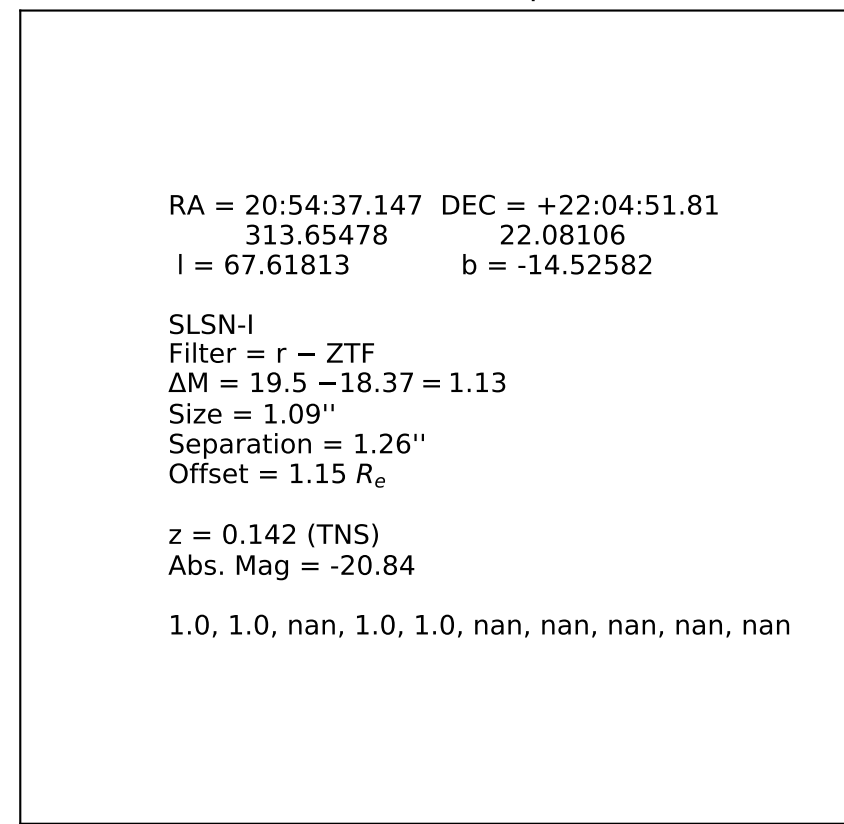 RA = 20:54:37.147 DEC = +22:04:51.81
313.65478 22.08106
l = 67.61813 b = -14.52582
SLSN-I
Filter = r − ZTF
ΔM = 19.5 −18.37 = 1.13
Size = 1.09''
Separation = 1.26''
Offset = 1.15 Rₑ
z = 0.142 (TNS)
Abs. Mag = -20.84
1.0, 1.0, nan, 1.0, 1.0, nan, nan, nan, nan, nan